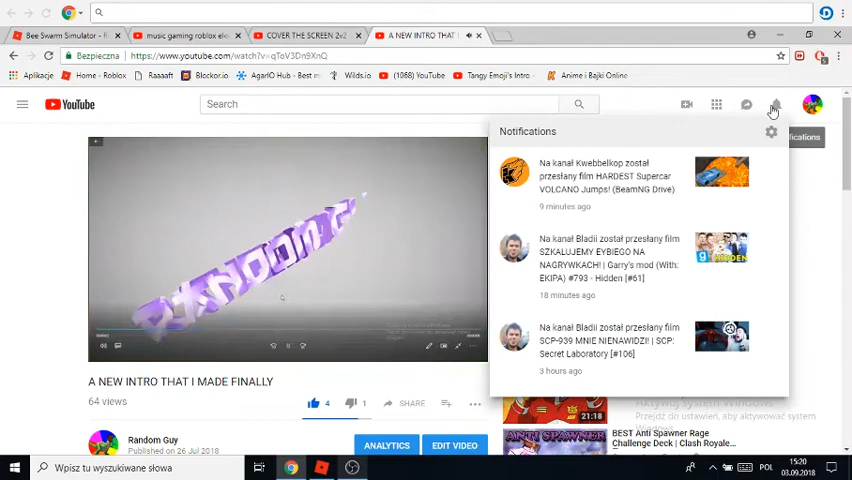 Bee Swarm Simulator - R
music gaming roblox ele
COVER THE SCREEN 2v2
A NEW INTRO THAT I
Bezpieczna | https://www.youtube.com/watch?v=qToV3Dn9XnQ
Aplikacje
Home - Roblox
Raaaft
Blockor.io
AgarIO Hub - Best m
Wilds.io
(1068) YouTube
Tangy Emoji's Intro -
Anime i Bajki Online
YouTube
Search
Notifications
ifications
Na kanał Kwebbelkop został
przesłany film HARDEST Supercar
VOLCANO Jumps! (BeamNG Drive)
9 minutes ago
Na kanał Bladii został przesłany film
SZKALUJEMY EYBIEGO NA
NAGRYWKACH! | Garry's mod (With:
EKIPA) #793 - Hidden [#61]
18 minutes ago
HIDDEN
Na kanał Bladii został przesłany film
SCP-939 MNIE NIENAWIDZI! | SCP:
Secret Laboratory [#106]
3 hours ago
A NEW INTRO THAT I MADE FINALLY
64 views
4
1
SHARE
Random Guy
Published on 26 Jul 2018
ANALYTICS
EDIT VIDEO
21:18
Aktywuj system Windows
Przejdź do ustawień, aby aktywować system
Windows.
ANTI SPAWNER
BEST Anti Spawner Rage
Challenge Deck | Clash Royale...
Wpisz tu wyszukiwane słowa
POL
15:20
03.09.2018